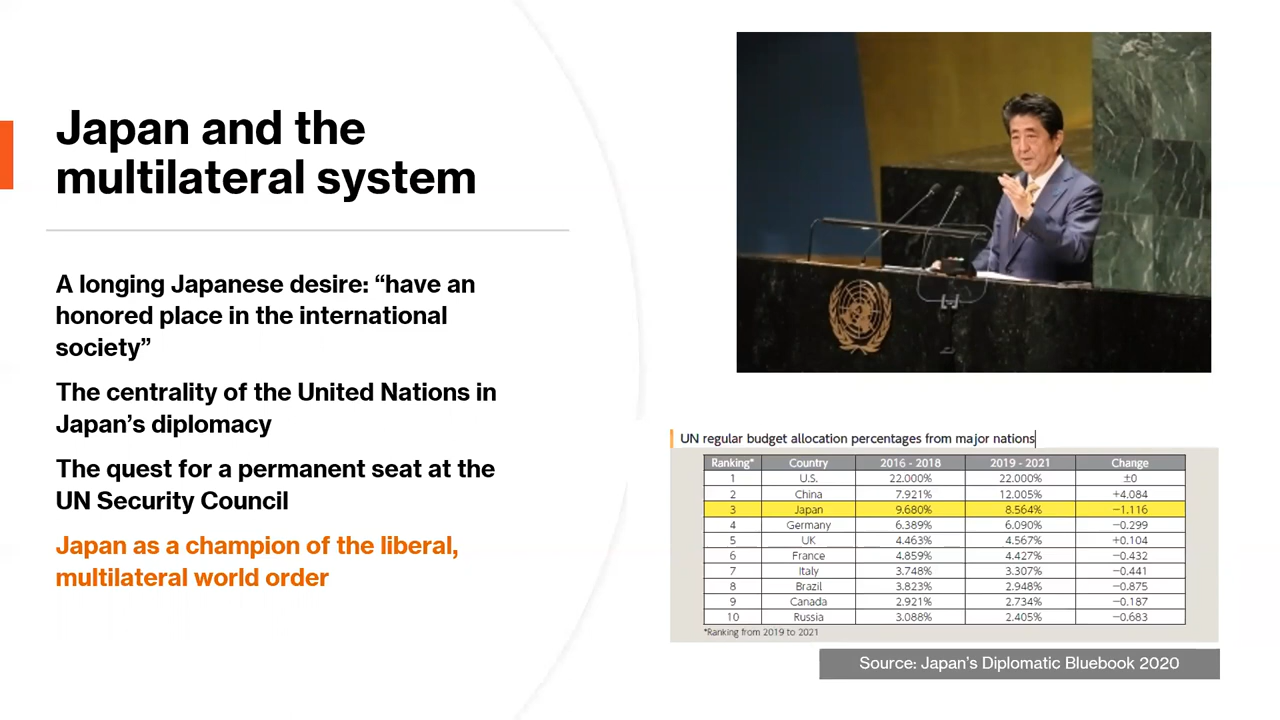 Japan and the
multilateral system
A longing Japanese desire: “have an
honored place in the international
society”
The centrality of the United Nations in
Japan’s diplomacy
The quest for a permanent seat at the
UN Security Council
Japan as a champion of the liberal,
multilateral world order
UN regular budget allocation percentages from major nations
Ranking* Country 2016 - 2018 2019 - 2021 Change
1 U.S. 22.000% 22.000% ±0
2 China 7.921% 12.005% +4.084
3 Japan 9.680% 8.564% −1.116
4 Germany 6.389% 6.090% −0.299
5 UK 4.463% 4.567% +0.104
6 France 4.859% 4.427% −0.432
7 Italy 3.748% 3.307% −0.441
8 Brazil 3.823% 2.948% −0.875
9 Canada 2.921% 2.734% −0.187
10 Russia 3.088% 2.405% −0.683
*Ranking from 2019 to 2021
Source: Japan’s Diplomatic Bluebook 2020